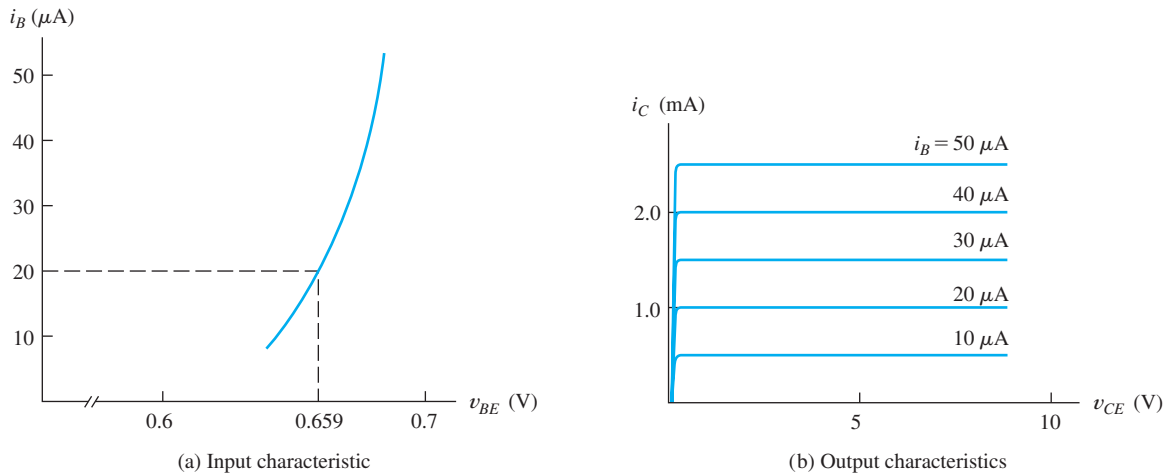 i_B (μA)
50
40
30
20
10
0.6
0.659
0.7
v_BE (V)
(a) Input characteristic
i_C (mA)
2.0
1.0
i_B = 50 μA
40 μA
30 μA
20 μA
10 μA
5
10
v_CE (V)
(b) Output characteristics